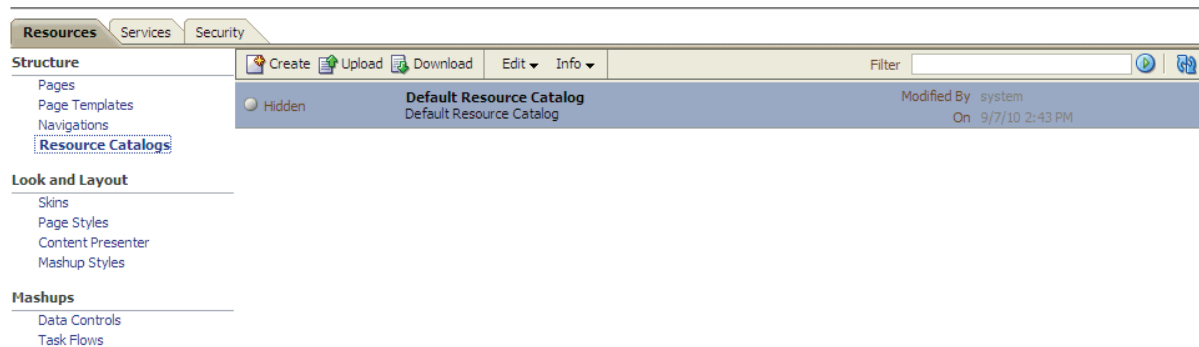 Resources Services Security
Structure
Pages
Page Templates
Navigations
Resource Catalogs
Look and Layout
Skins
Page Styles
Content Presenter
Mashup Styles
Mashups
Data Controls
Task Flows
Create Upload Download Edit Info Filter
Hidden Default Resource Catalog Modified By system
Default Resource Catalog On 9/7/10 2:43 PM